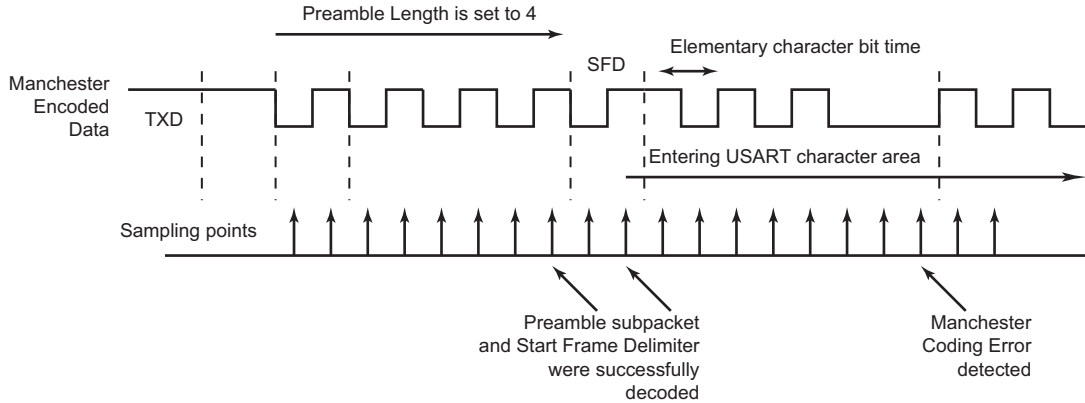 Preamble Length is set to 4
SFD
Elementary character bit time
Manchester
Encoded
Data
TXD
Entering USART character area
Sampling points
Preamble subpacket
and Start Frame Delimiter
were successfully
decoded
Manchester
Coding Error
detected